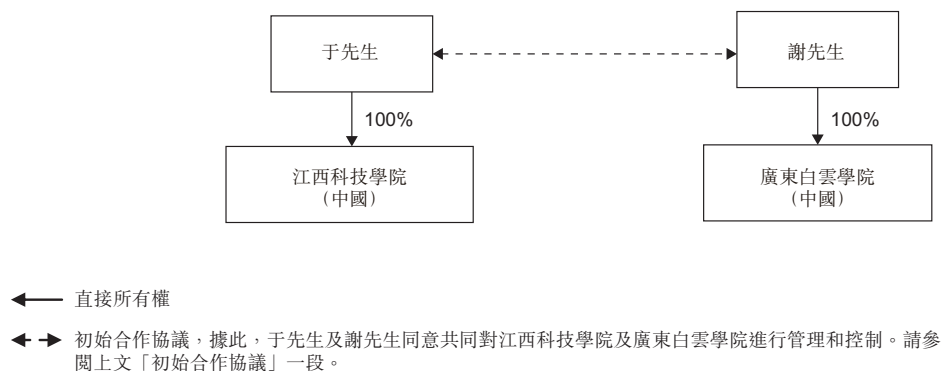 于先生
謝先生
100%
100%
江西科技學院
(中國)
廣東白雲學院
(中國)
直接所有權
初始合作協議,據此,于先生及謝先生同意共同對江西科技學院及廣東白雲學院進行管理和控制。請參
閱上文「初始合作協議」一段。